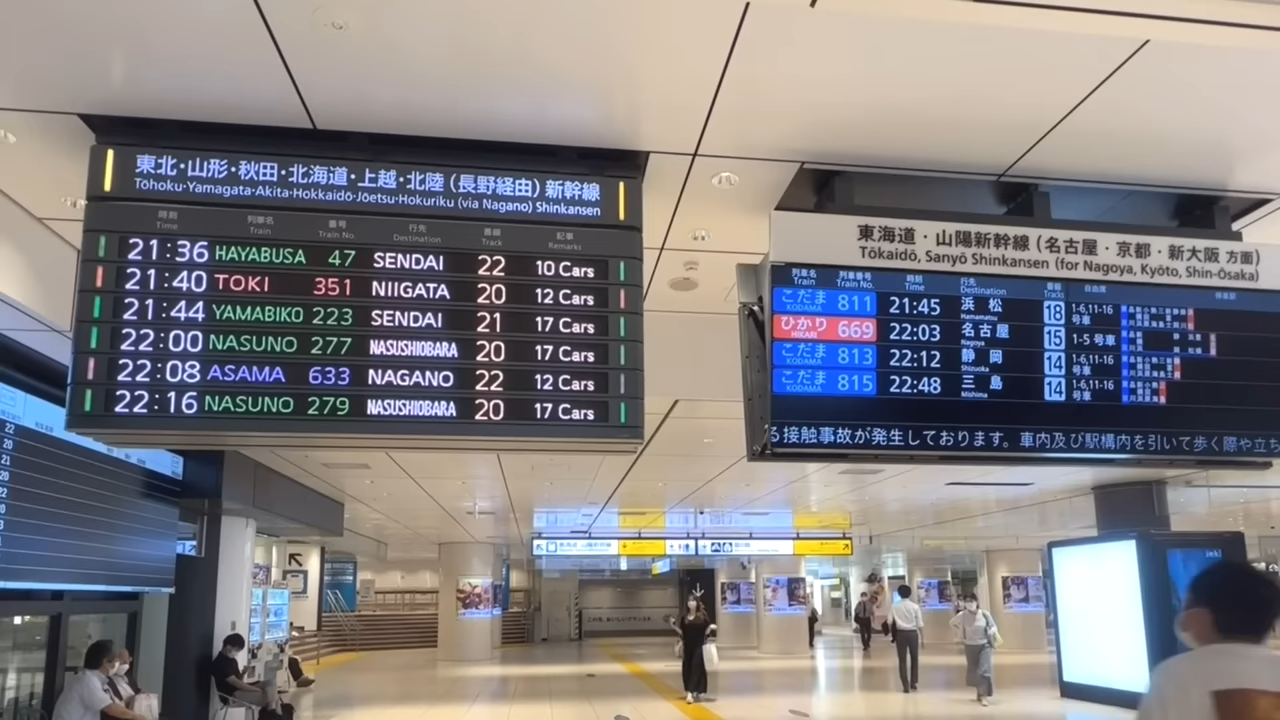 東北・山形・秋田・北海道・上越・北陸（長野経由）新幹線
Tōhoku·Yamagata·Akita·Hokkaidō·Jōetsu·Hokuriku (via Nagano) Shinkansen
時刻 列車名 番号 行先 番線 記事
Time Train Train No. Destination Track Remarks
21:36 HAYABUSA 47 SENDAI 22 10 Cars
21:40 TOKI 351 NIIGATA 20 12 Cars
21:44 YAMABIKO 223 SENDAI 21 17 Cars
22:00 NASUNO 277 NASUSHIOBARA 20 17 Cars
22:08 ASAMA 633 NAGANO 22 12 Cars
22:16 NASUNO 279 NASUSHIOBARA 20 17 Cars
東海道・山陽新幹線（名古屋・京都・新大阪 方面）
Tōkaidō, Sanyō Shinkansen (for Nagoya, Kyōto, Shin-Ōsaka)
列車名 列車番号 時刻 行先 番線 自由席 停車駅
Train Train No. Time Destination Tracks
こだま 811 21:45 浜松 18 1-6,11-16
KODAMA Hamamatsu 号車
ひかり 669 22:03 名古屋 15 1-5 号車
HIKARI Nagoya
こだま 813 22:12 静岡 14 1-6,11-16
KODAMA Shizuoka 号車
こだま 815 22:48 三島 14 1-6,11-16
KODAMA Mishima 号車
る接触事故が発生しております。車内及び駅構内を引いて歩く際や立ち
22
20
21
20
22
20
jeki